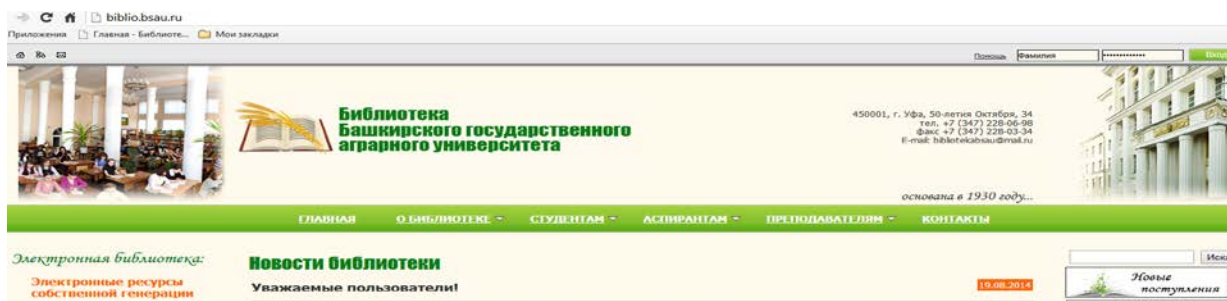 biblio.bsau.ru
Приложения Главная - Библиоте... Мои закладки
Помощь Фамилия Вход
Библиотека
Башкирского государственного
аграрного университета
450001, г. Уфа, 50-летия Октября, 34
тел. +7 (347) 228-06-98
факс +7 (347) 228-03-34
E-mail: bibliotekabsau@mail.ru
основана в 1930 году...
ГЛАВНАЯ О БИБЛИОТЕКЕ СТУДЕНТАМ АСПИРАНТАМ ПРЕПОДАВАТЕЛЯМ КОНТАКТЫ
Электронная библиотека:
Электронные ресурсы
собственной генерации
Новости библиотеки
Уважаемые пользователи! 19.08.2014
Новые
поступления